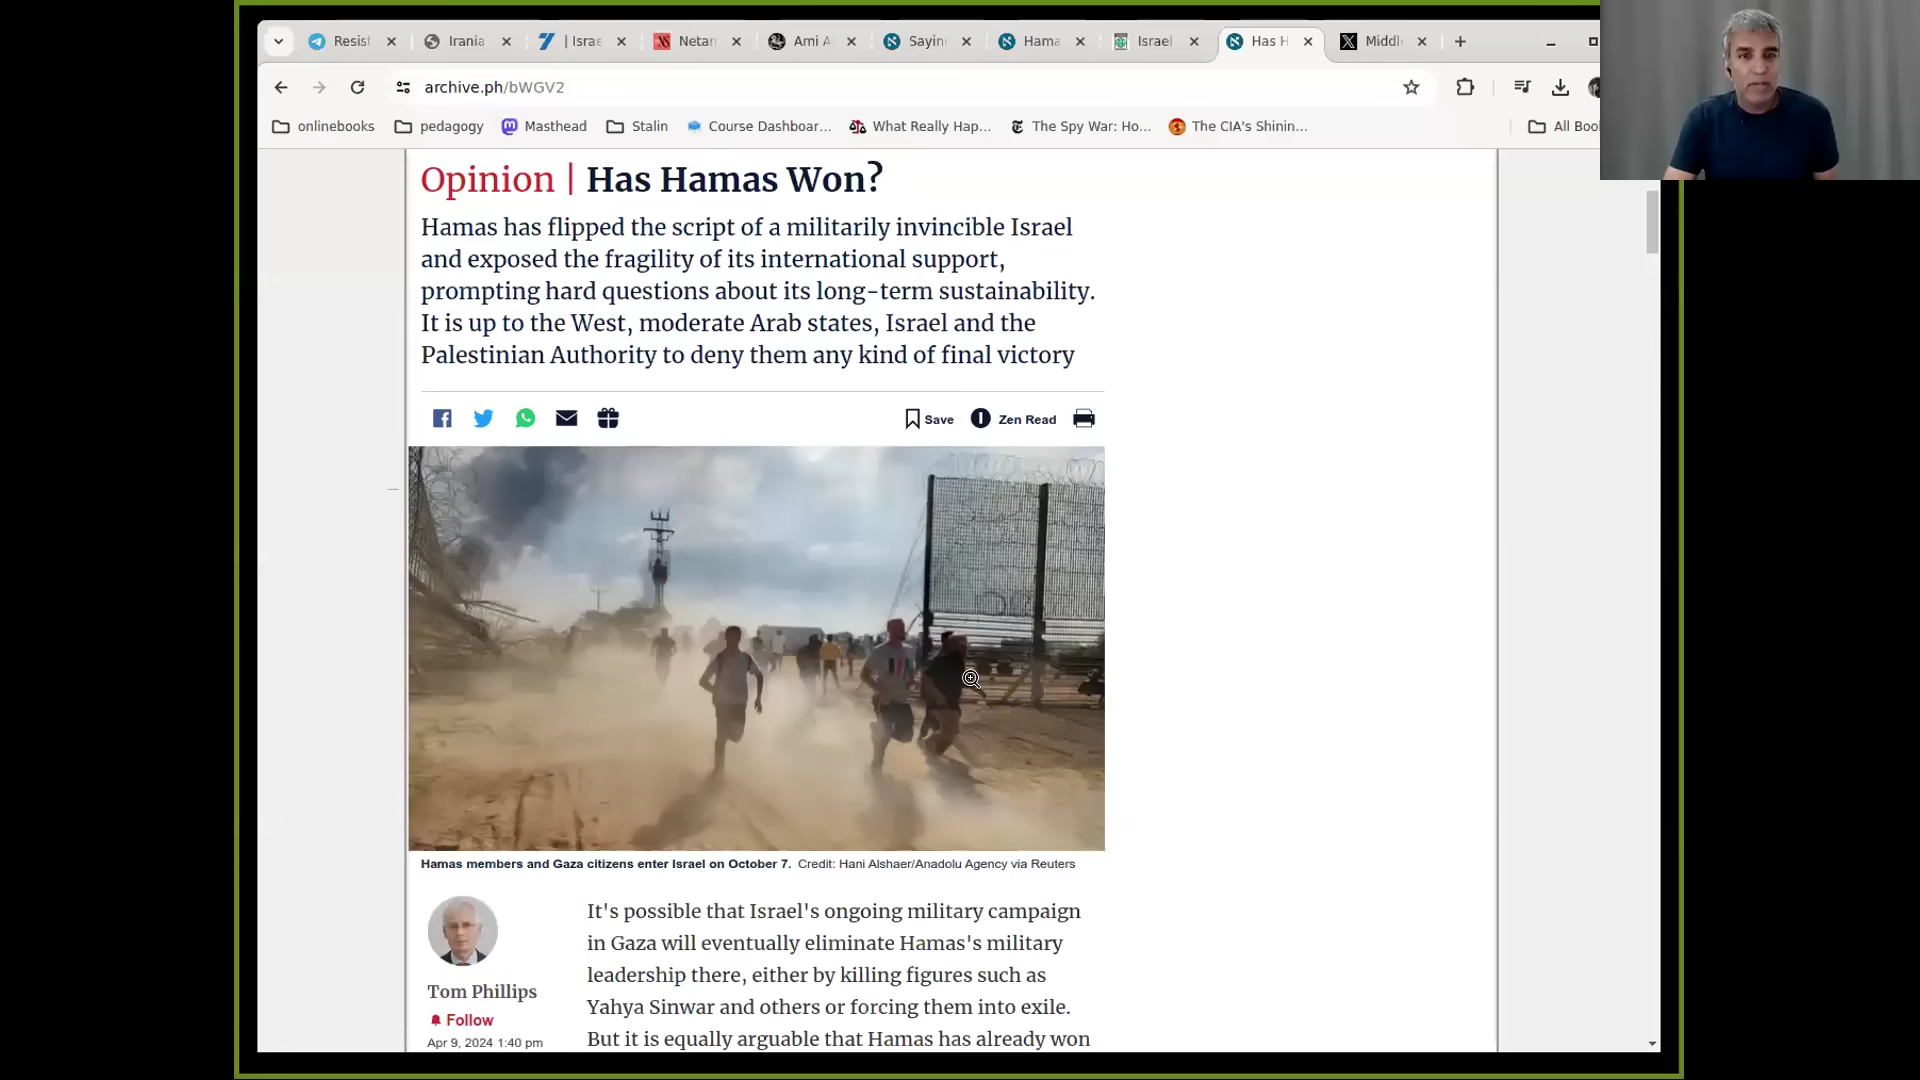 Resist
Irania
| Israe
Netan
Ami A
Sayin
Hama
Israel
Has H
Middl
archive.ph/bWGV2
onlinebooks
pedagogy
Masthead
Stalin
Course Dashboar...
What Really Hap...
The Spy War: Ho...
The CIA's Shinin...
All Boo
Opinion | Has Hamas Won?
Hamas has flipped the script of a militarily invincible Israel
and exposed the fragility of its international support,
prompting hard questions about its long-term sustainability.
It is up to the West, moderate Arab states, Israel and the
Palestinian Authority to deny them any kind of final victory
Save
Zen Read
Hamas members and Gaza citizens enter Israel on October 7. Credit: Hani Alshaer/Anadolu Agency via Reuters
Tom Phillips
Follow
Apr 9, 2024 1:40 pm
It's possible that Israel's ongoing military campaign
in Gaza will eventually eliminate Hamas's military
leadership there, either by killing figures such as
Yahya Sinwar and others or forcing them into exile.
But it is equally arguable that Hamas has already won